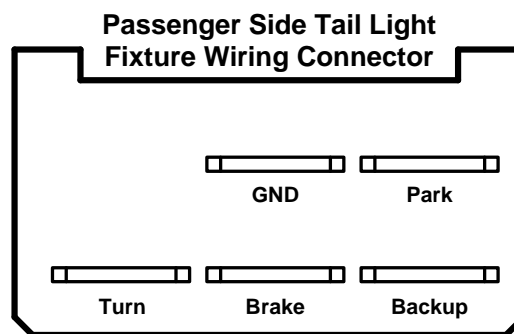 Passenger Side Tail Light
Fixture Wiring Connector
GND Park
Turn Brake Backup